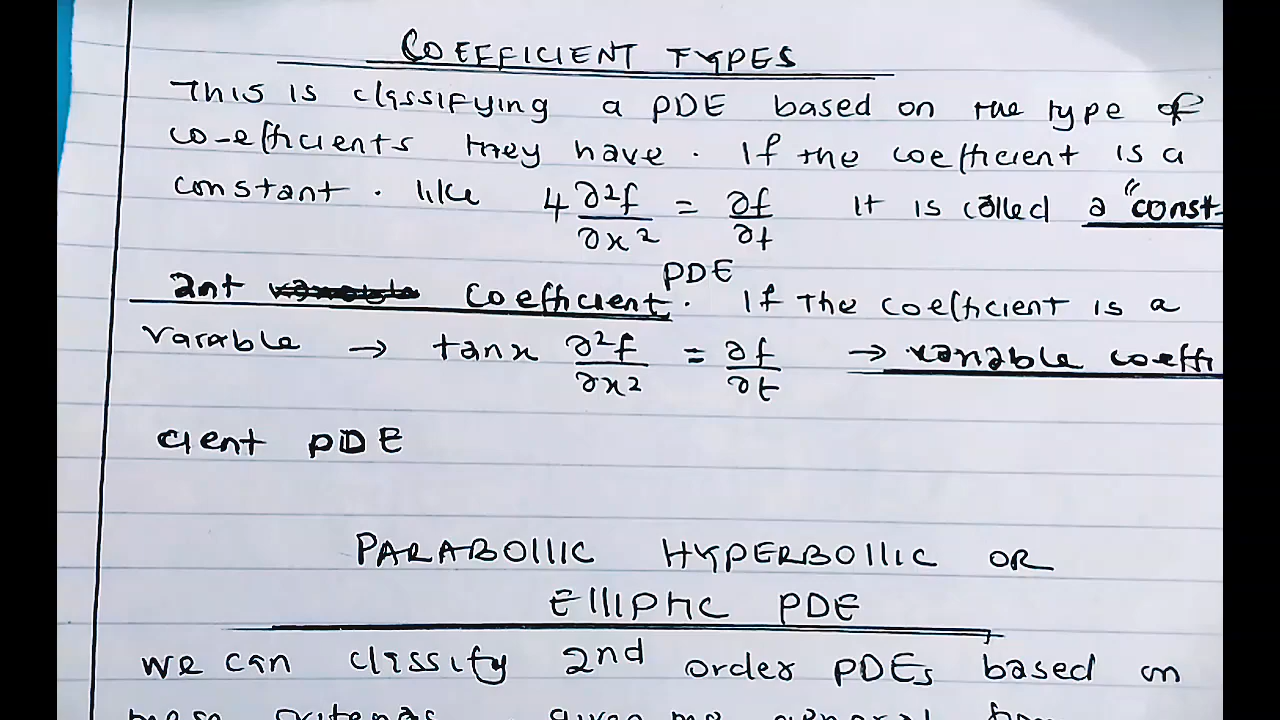 COEFFICIENT TYPES
This is classifying a PDE based on the type of
co-efficients they have. If the coefficient is a
constant. like 4 ∂²f/∂x² = ∂f/∂t it is called a "const-
ant coefficient PDE. If the coefficient is a
varable → tanx ∂²f/∂x² = ∂f/∂t → variable coeffi
cient PDE
PARABOLLIC HYPERBOLLIC OR
ELLIPTIC PDE
we can classify 2nd order PDEs based on